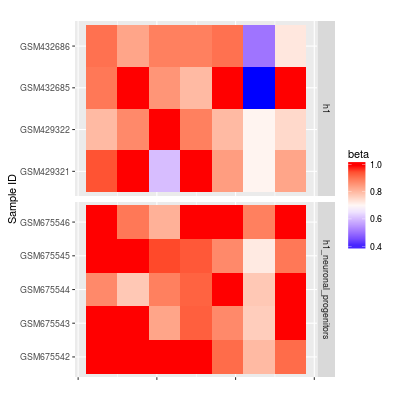 GSM432686
GSM432685
GSM429322
GSM429321
h1
GSM675546
GSM675545
GSM675544
GSM675543
GSM675542
h1_neuronal_progenitors
Sample ID
beta
1.0
0.8
0.6
0.4